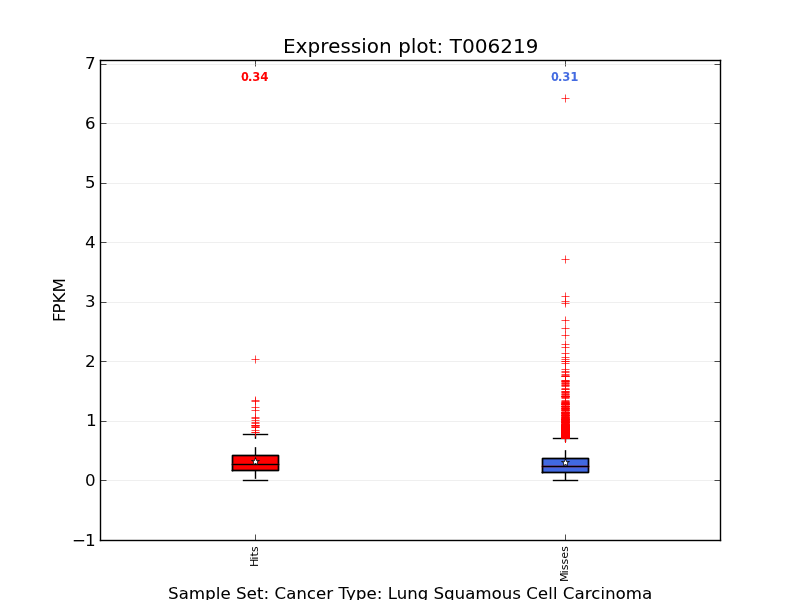 Expression plot: T006219
7
0.34
0.31
6
5
4
3
2
1
0
−1
FPKM
Hits
Misses
Sample Set: Cancer Type: Lung Squamous Cell Carcinoma